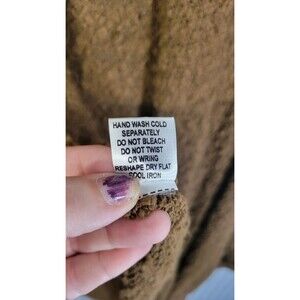 HAND WASH COLD
SEPARATELY
DO NOT BLEACH
DO NOT TWIST
OR WRING
RESHAPE DRY FLAT
COOL IRON